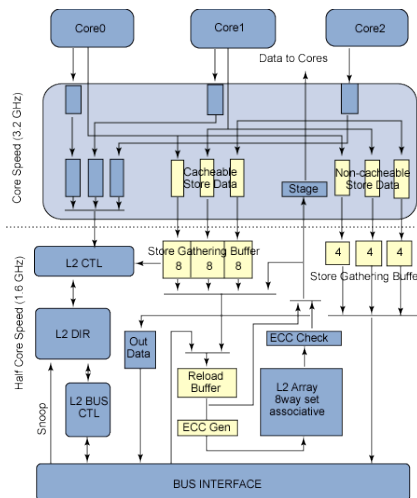 Core0
Core1
Core2
Data to Cores
Core Speed (3.2 GHz)
Cacheable
Store Data
Non-cacheable
Store Data
Stage
Half Core Speed (1.6 GHz)
Store Gathering Buffer
8
8
8
4
4
4
Store Gathering Buffe
L2 CTL
L2 DIR
Out
Data
ECC Check
Reload
Buffer
L2 Array
8way set
associative
L2 BUS
CTL
ECC Gen
Snoop
BUS INTERFACE